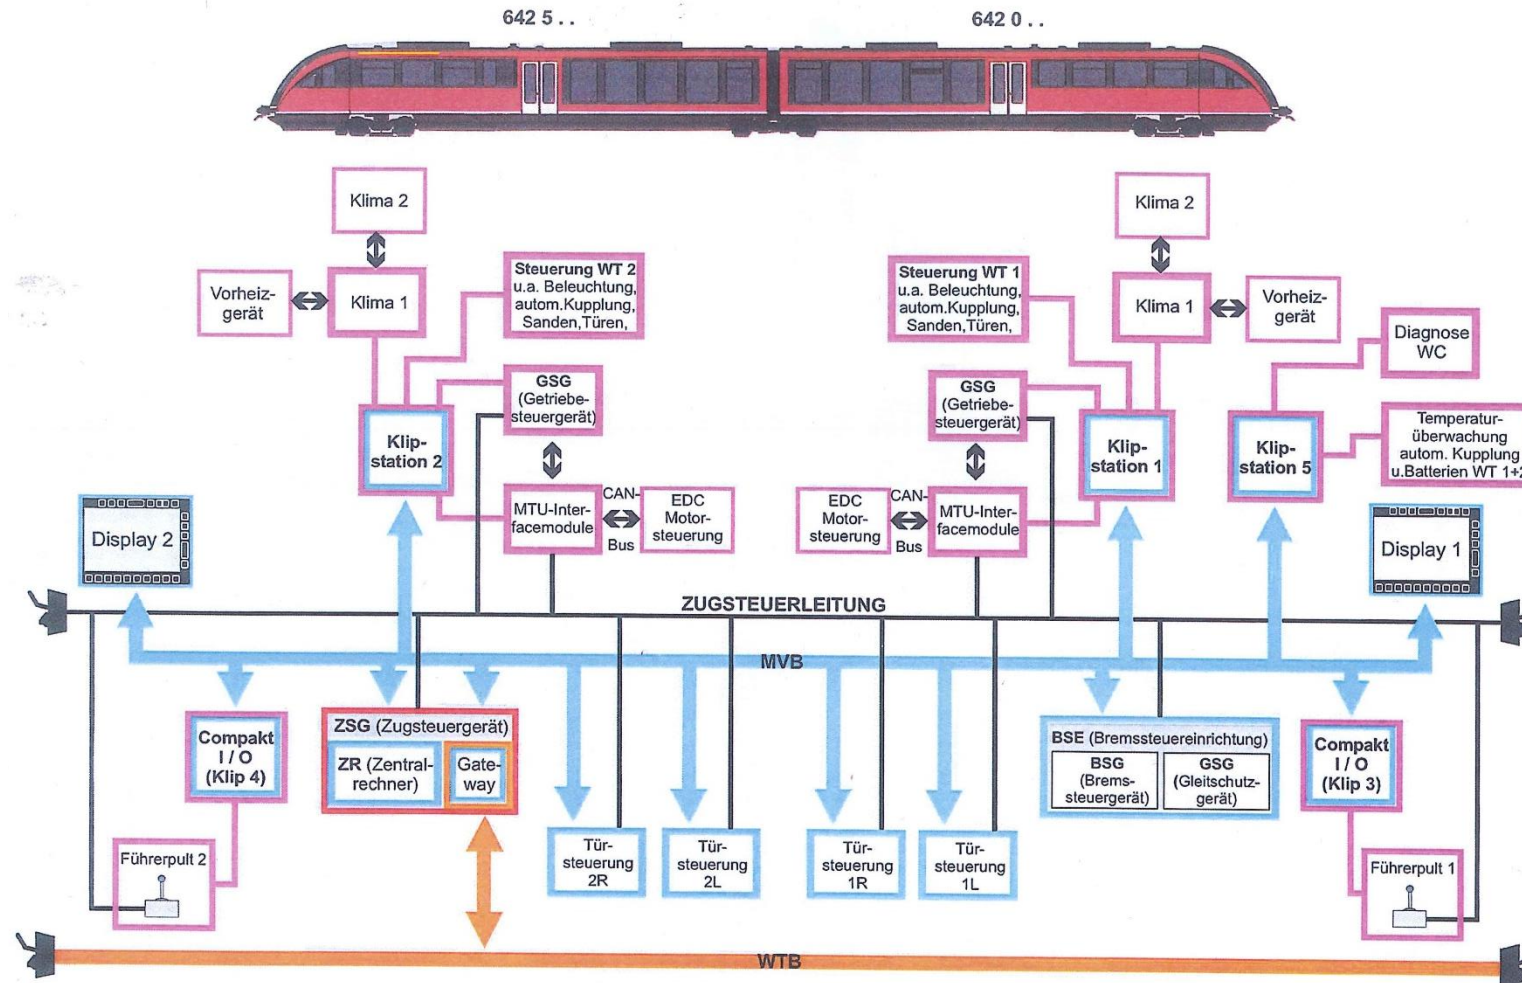 642 5 . .
642 0 . .
Klima 2
Klima 2
Vorheiz-
gerät
Klima 1
Steuerung WT 2
u.a. Beleuchtung,
autom.Kupplung,
Sanden,Türen,
Steuerung WT 1
u.a. Beleuchtung,
autom.Kupplung,
Sanden,Türen,
Klima 1
Vorheiz-
gerät
Diagnose
WC
GSG
(Getriebe-
steuergerät)
GSG
(Getriebe-
steuergerät)
Klip-
station 2
Klip-
station 1
Klip-
station 5
Temperatur-
überwachung
autom. Kupplung
u.Batterien WT 1+2
MTU-Inter-
facemodule
CAN-
Bus
EDC
Motor-
steuerung
EDC
Motor-
steuerung
CAN-
Bus
MTU-Inter-
facemodule
Display 2
Display 1
ZUGSTEUERLEITUNG
MVB
Compakt
I / O
(Klip 4)
ZSG (Zugsteuergerät)
ZR (Zentral-
rechner)
Gate-
way
BSE (Bremssteuereinrichtung)
BSG
(Brems-
steuergerät)
GSG
(Gleitschutz-
gerät)
Compakt
I / O
(Klip 3)
Führerpult 2
Tür-
steuerung
2R
Tür-
steuerung
2L
Tür-
steuerung
1R
Tür-
steuerung
1L
Führerpult 1
WTB